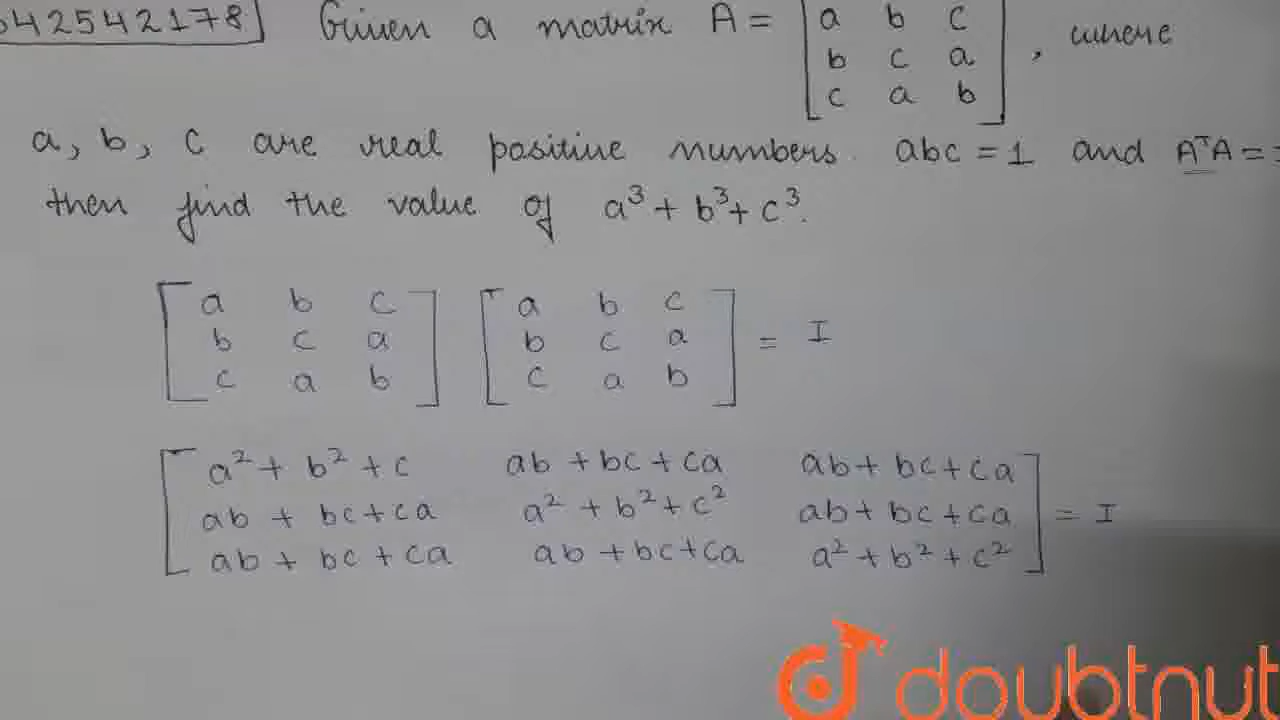 642542178 Given a matrix A = [a b c
b c a
c a b] , where
a, b, c are real positive numbers. abc = 1 and AᵀA =
then find the value of a³ + b³ + c³.
[a b c [a b c
b c a b c a = I
c a b] c a b]
[a² + b² + c ab + bc + ca ab + bc + ca
ab + bc + ca a² + b² + c² ab + bc + ca = I
ab + bc + ca ab + bc + ca a² + b² + c²]
doubtnut